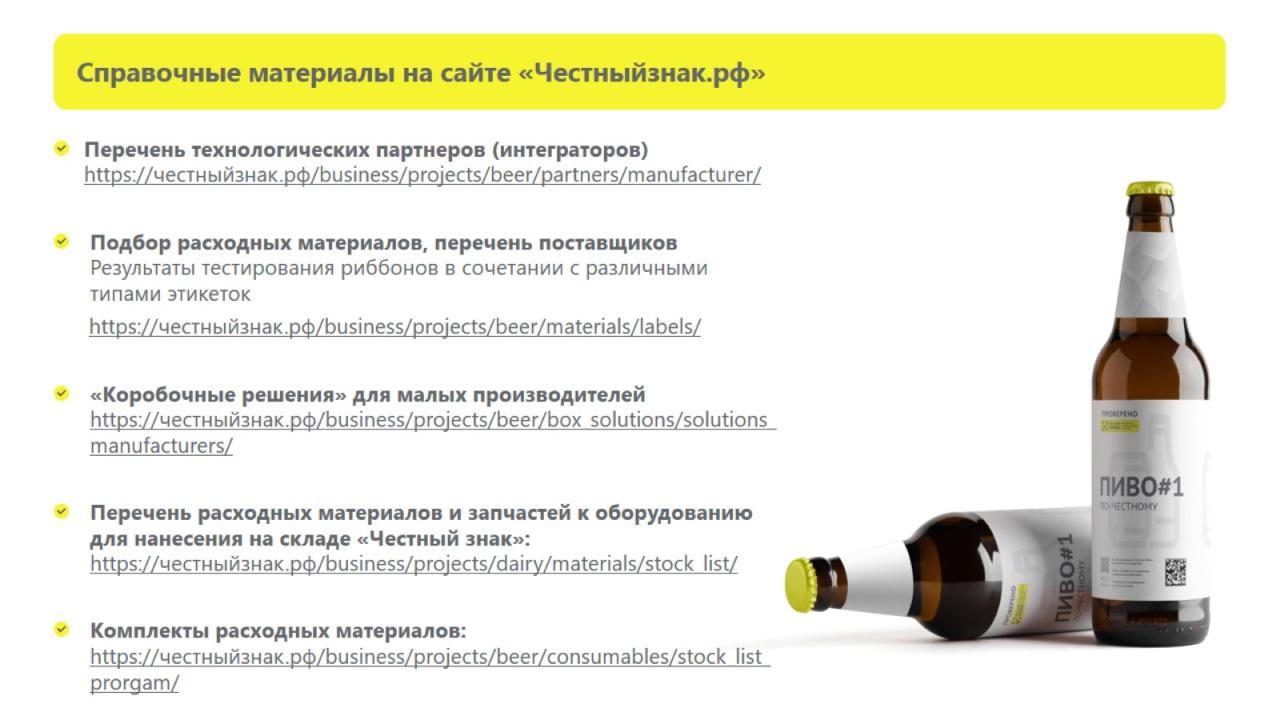 Справочные материалы на сайте «Честныйзнак.рф»
Перечень технологических партнеров (интеграторов)
https://честныйзнак.рф/business/projects/beer/partners/manufacturer/
Подбор расходных материалов, перечень поставщиков
Результаты тестирования риббонов в сочетании с различными
типами этикеток
https://честныйзнак.рф/business/projects/beer/materials/labels/
«Коробочные решения» для малых производителей
https://честныйзнак.рф/business/projects/beer/box_solutions/solutions_
manufacturers/
Перечень расходных материалов и запчастей к оборудованию
для нанесения на складе «Честный знак»:
https://честныйзнак.рф/business/projects/dairy/materials/stock_list/
Комплекты расходных материалов:
https://честныйзнак.рф/business/projects/beer/consumables/stock_list_
prorgam/
ПРОВЕРЕНО
ПИВО#1
ПО-ЧЕСТНОМУ
ПРОВЕРЕНО
ПИВО#1
ПО-ЧЕСТНОМУ